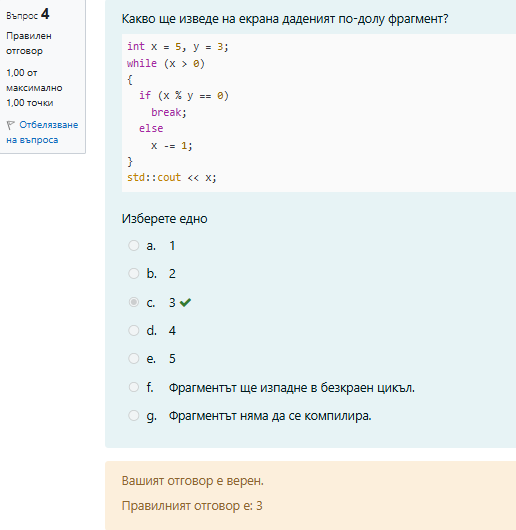 Въпрос 4
Правилен
отговор
1,00 от
максимално
1,00 точки
Отбелязване
на въпроса
Какво ще изведе на екрана даденият по-долу фрагмент?
int x = 5, y = 3;
while (x > 0)
{
  if (x % y == 0)
    break;
  else
    x -= 1;
}
std::cout << x;
Изберете едно
a. 1
b. 2
c. 3
d. 4
e. 5
f. Фрагментът ще изпадне в безкраен цикъл.
g. Фрагментът няма да се компилира.
Вашият отговор е верен.
Правилният отговор е: 3